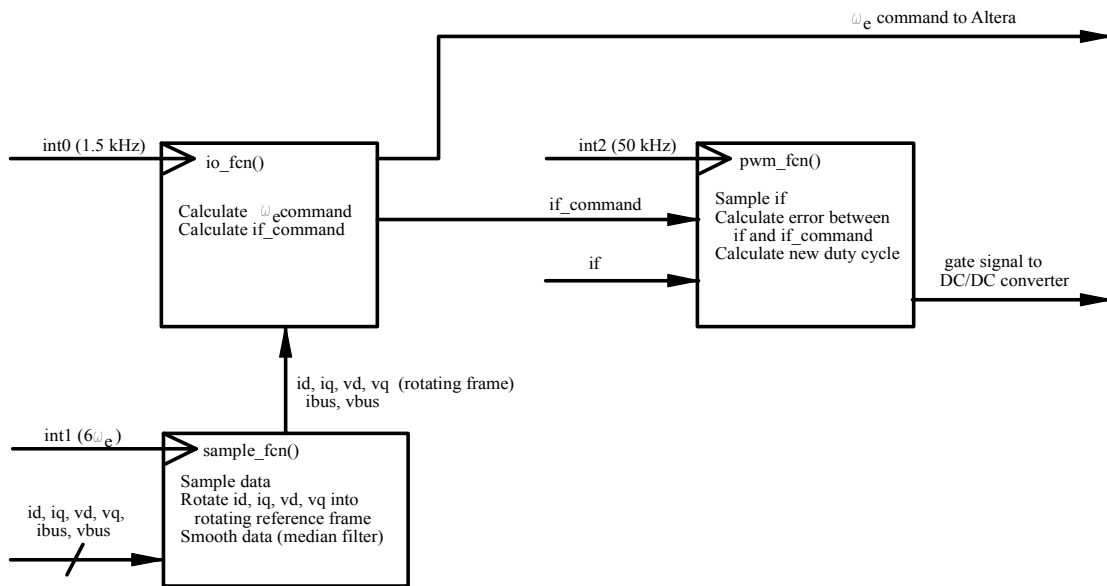 ωe command to Altera
int0 (1.5 kHz)
io_fcn()
Calculate ωe command
Calculate if_command
int2 (50 kHz)
pwm_fcn()
Sample if
Calculate error between
if and if_command
Calculate new duty cycle
if_command
if
gate signal to
DC/DC converter
id, iq, vd, vq (rotating frame)
ibus, vbus
int1 (6ωe)
sample_fcn()
Sample data
Rotate id, iq, vd, vq into
rotating reference frame
Smooth data (median filter)
id, iq, vd, vq,
ibus, vbus